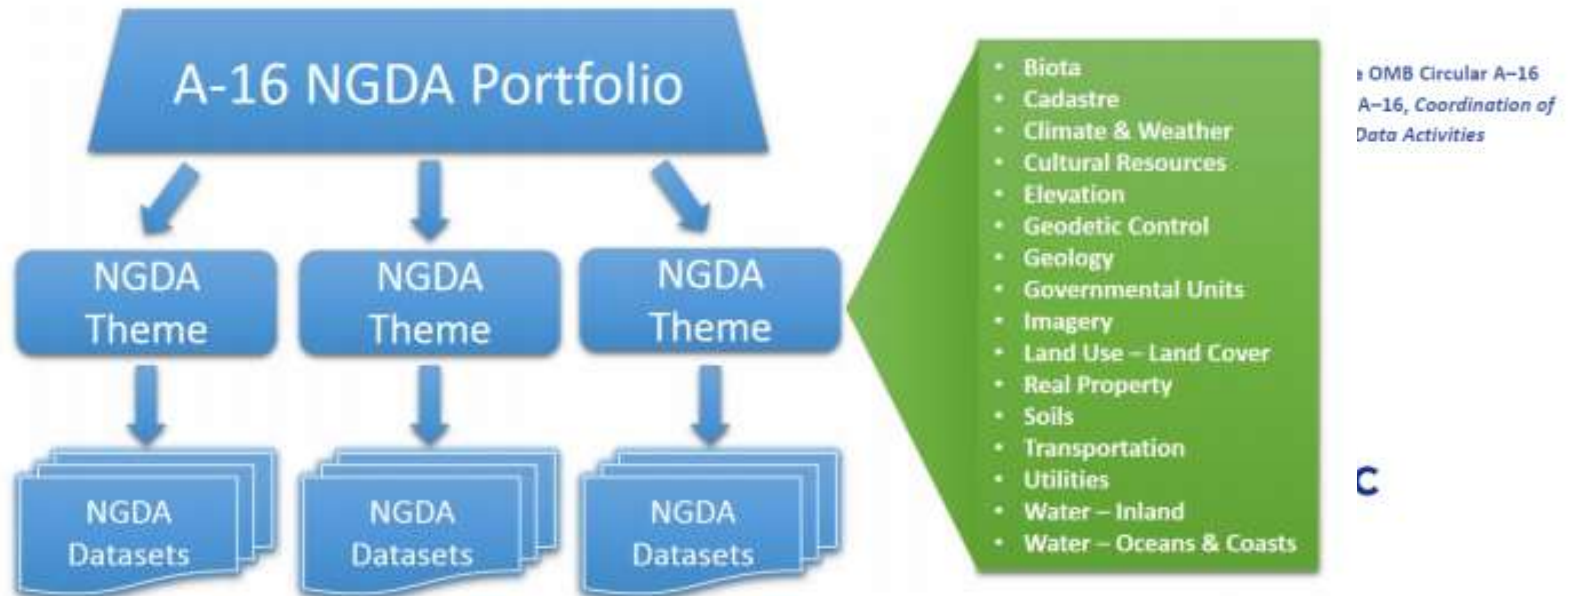 A-16 NGDA Portfolio
NGDA
Theme
NGDA
Theme
NGDA
Theme
NGDA
Datasets
NGDA
Datasets
NGDA
Datasets
• Biota
• Cadastre
• Climate & Weather
• Cultural Resources
• Elevation
• Geodetic Control
• Geology
• Governmental Units
• Imagery
• Land Use – Land Cover
• Real Property
• Soils
• Transportation
• Utilities
• Water – Inland
• Water – Oceans & Coasts
OMB Circular A–16
A–16, Coordination of
Data Activities
C